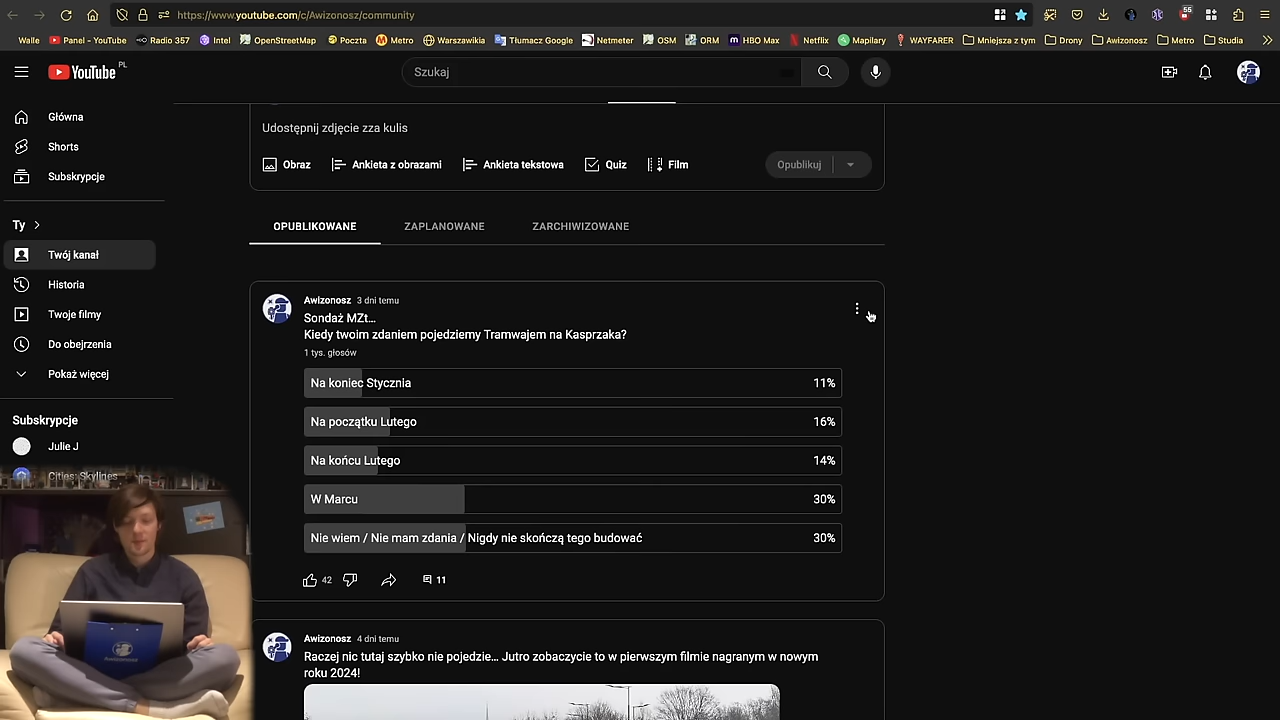 https://www.youtube.com/c/Awizonosz/community
55
Walle
Panel - YouTube
Radio 357
Intel
OpenStreetMap
Poczta
Metro
Warszawikia
Tłumacz Google
Netmeter
OSM
ORM
HBO Max
Netflix
Mapilary
WAYFARER
Mniejsza z tym
Drony
Awizonosz
Metro
Studia
YouTube PL
Szukaj
Główna
Shorts
Subskrypcje
Ty
Twój kanał
Historia
Twoje filmy
Do obejrzenia
Pokaż więcej
Subskrypcje
Julie J
Cities: Skylines
Udostępnij zdjęcie zza kulis
Obraz
Ankieta z obrazami
Ankieta tekstowa
Quiz
Film
Opublikuj
OPUBLIKOWANE
ZAPLANOWANE
ZARCHIWIZOWANE
Awizonosz 3 dni temu
Sondaż MZt...
Kiedy twoim zdaniem pojedziemy Tramwajem na Kasprzaka?
1 tys. głosów
Na koniec Stycznia 11%
Na początku Lutego 16%
Na końcu Lutego 14%
W Marcu 30%
Nie wiem / Nie mam zdania / Nigdy nie skończą tego budować 30%
42
11
Awizonosz 4 dni temu
Raczej nic tutaj szybko nie pojedzie... Jutro zobaczycie to w pierwszym filmie nagranym w nowym
roku 2024!
Awizonosz